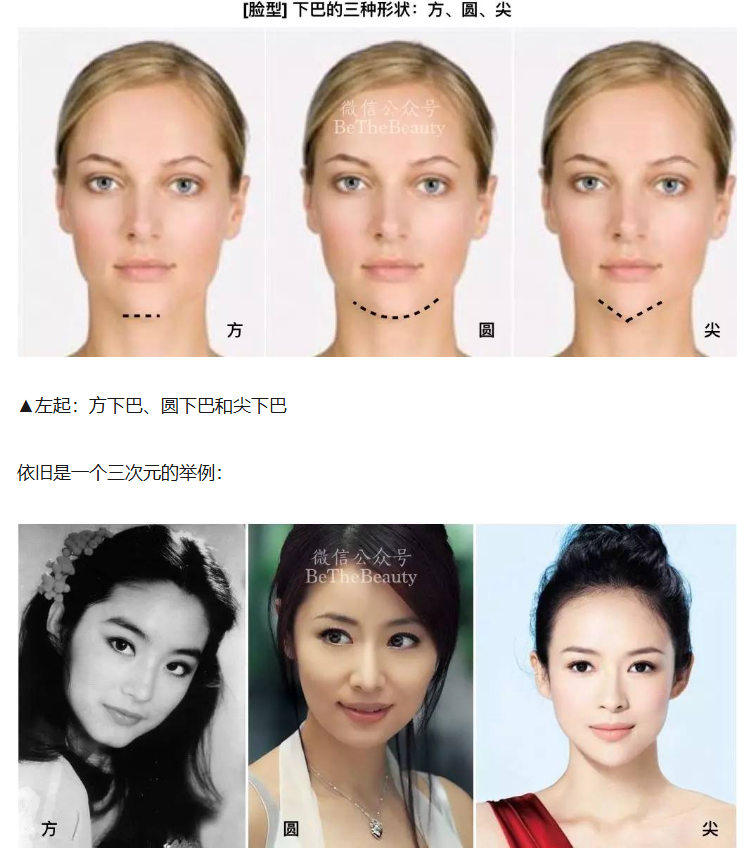 [脸型] 下巴的三种形状：方、圆、尖
微信公众号
BeTheBeauty
方
圆
尖
▲左起：方下巴、圆下巴和尖下巴
依旧是一个三次元的举例：
微信公众号
BeTheBeauty
方
圆
尖